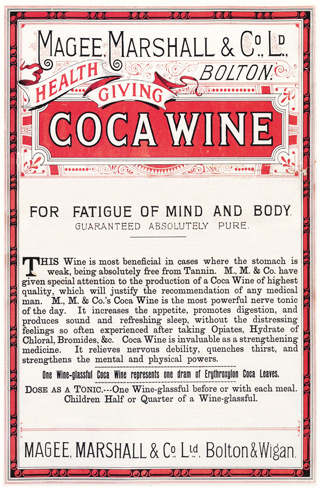 MAGEE, MARSHALL & Co., LD.,
BOLTON.
HEALTH
GIVING
COCA WINE
FOR FATIGUE OF MIND AND BODY.
GUARANTEED ABSOLUTELY PURE.
THIS Wine is most beneficial in cases where the stomach is
weak, being absolutely free from Tannin. M., M. & Co. have
given special attention to the production of a Coca Wine of highest
quality, which will justify the recommendation of any medical
man. M., M. & Co.'s Coca Wine is the most powerful nerve tonic
of the day. It increases the appetite, promotes digestion, and
produces sound and refreshing sleep, without the distressing
feelings so often experienced after taking Opiates, Hydrate of
Chloral, Bromides, &c. Coca Wine is invaluable as a strengthening
medicine. It relieves nervous debility, quenches thirst, and
strengthens the mental and physical powers.
One Wine-glassful Coca Wine represents one dram of Erythroxylon Coca Leaves.
DOSE AS A TONIC.---One Wine-glassful before or with each meal.
Children Half or Quarter of a Wine-glassful.
MAGEE, MARSHALL & Co. Ltd. Bolton & Wigan.